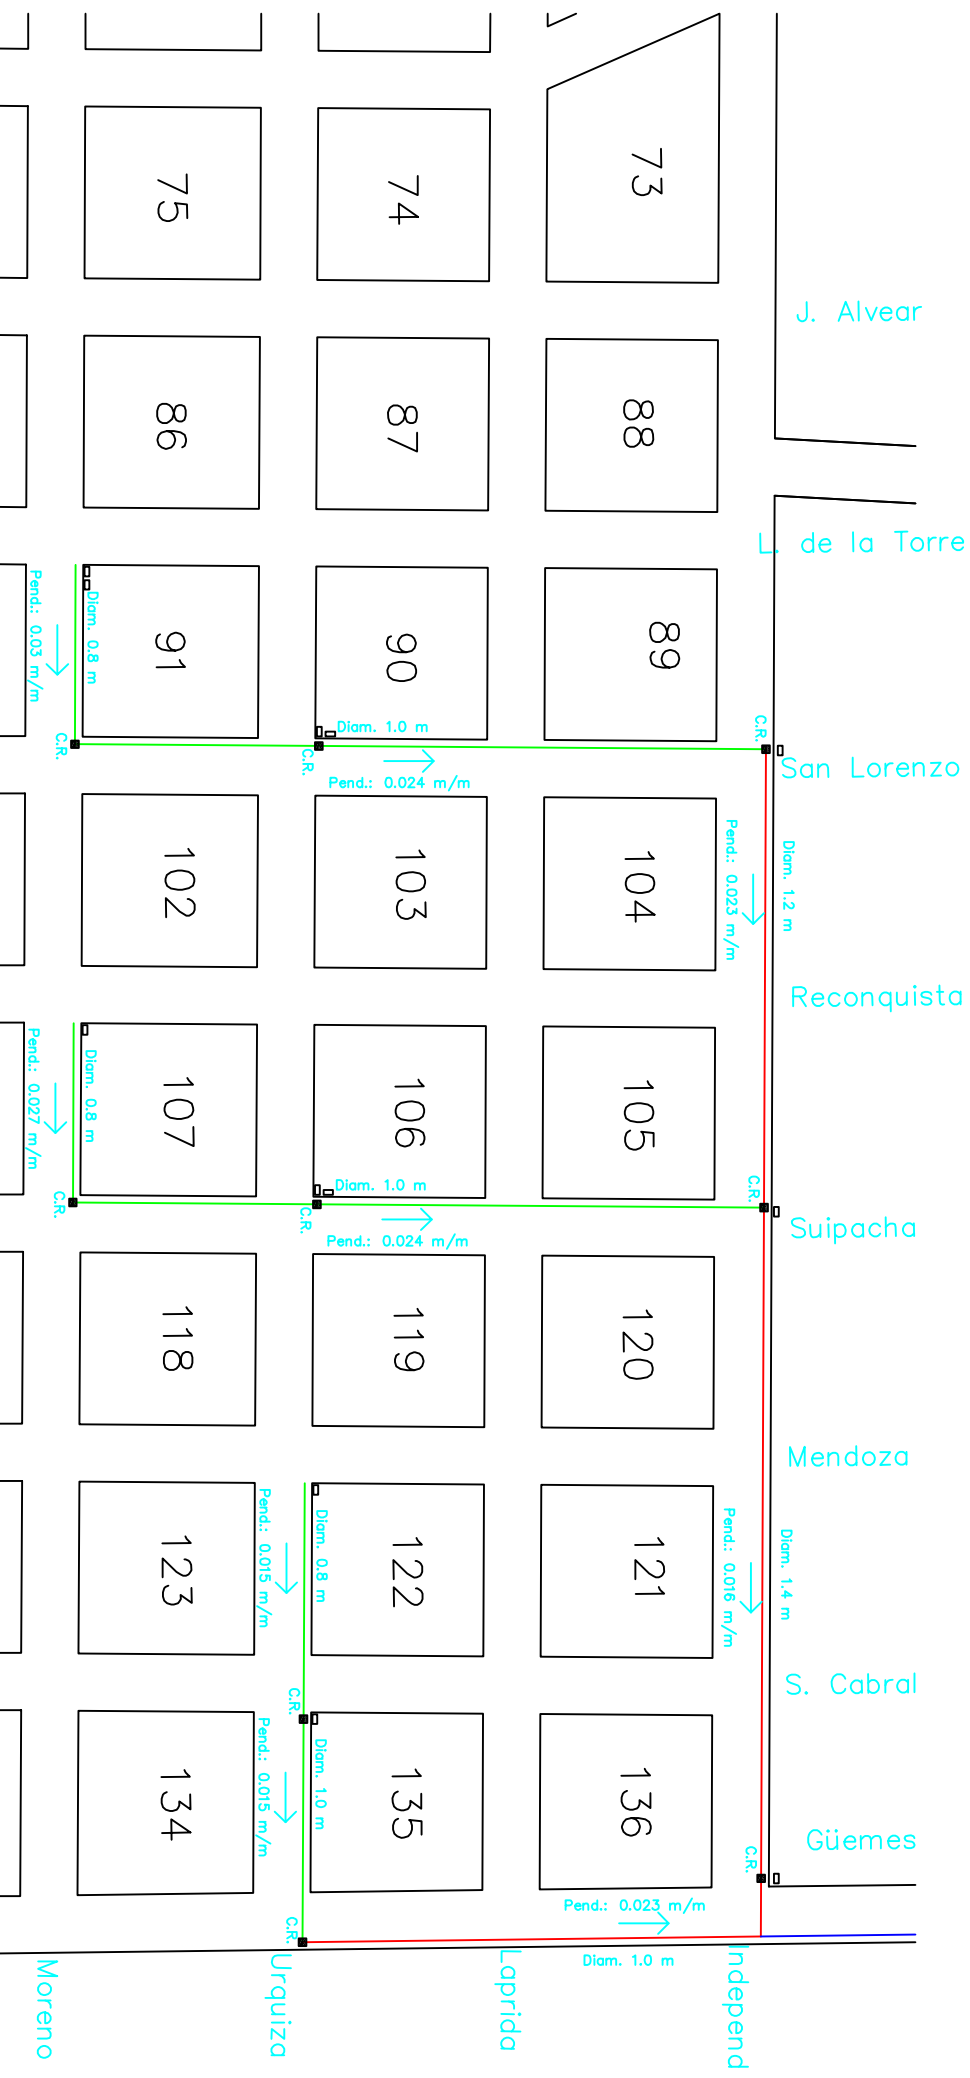 73
74
75
J. Alvear
88
87
86
L. de la Torre
Pend.: 0.03 m/m
Diam. 0.8 m
91
90
89
Diam. 1.0 m
C.R.
C.R.
C.R.
San Lorenzo
Pend.: 0.024 m/m
Pend.: 0.023 m/m
Diam. 1.2 m
102
103
104
Reconquista
Pend.: 0.027 m/m
Diam. 0.8 m
107
106
105
Diam. 1.0 m
C.R.
C.R.
C.R.
Suipacha
Pend.: 0.024 m/m
118
119
120
Mendoza
Pend.: 0.015 m/m
Diam. 0.8 m
Pend.: 0.016 m/m
Diam. 1.4 m
123
122
121
S. Cabral
C.R.
Pend.: 0.015 m/m
Diam. 1.0 m
134
135
136
Güemes
C.R.
C.R.
Pend.: 0.023 m/m
Diam. 1.0 m
Moreno
Urquiza
Laprida
Independ